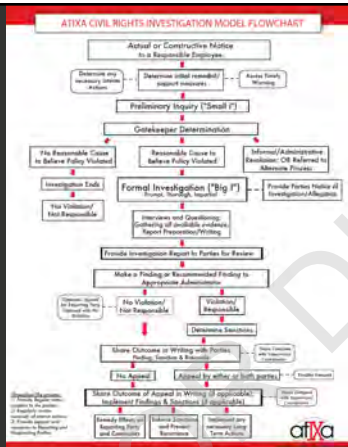 ATIXA CIVIL RIGHTS INVESTIGATION MODEL FLOWCHART
Actual or Constructive Notice
to a Responsible Employee
Determine any
necessary Interim
Actions
Determine initial remedial/
support measures
Assess Timely
Warning
Preliminary Inquiry ("Small i")
Gatekeeper Determination
No Reasonable Cause
to Believe Policy Violated
Reasonable Cause to
Believe Policy Violated
Informal/Administrative
Resolution OR Referred to
Alternate Process
Investigation Ends
Formal Investigation ("Big I")
Prompt, Thorough, Impartial
Provide Parties Notice of
Investigation/Allegation
No Violation/
Not Responsible
Interviews and Questioning;
Gathering all available evidence;
Report Preparation/Writing
Provide Investigation Report to Parties for Review
Make a Finding or Recommended Finding to
Appropriate Administrator
No Violation/
Not Responsible
Violation/
Responsible
Determine Sanctions
Share Outcome in Writing with Parties
Finding, Sanction & Rationale
No Appeal
Appeal by either or both parties
Share Outcome of Appeal in Writing (if applicable)
Implement Findings & Sanctions (if applicable)
Remedy Effects on
Reporting Party
and Community
Enforce Sanctions
and Prevent
Recurrence
Implement any
necessary Long
Term Actions
atixa